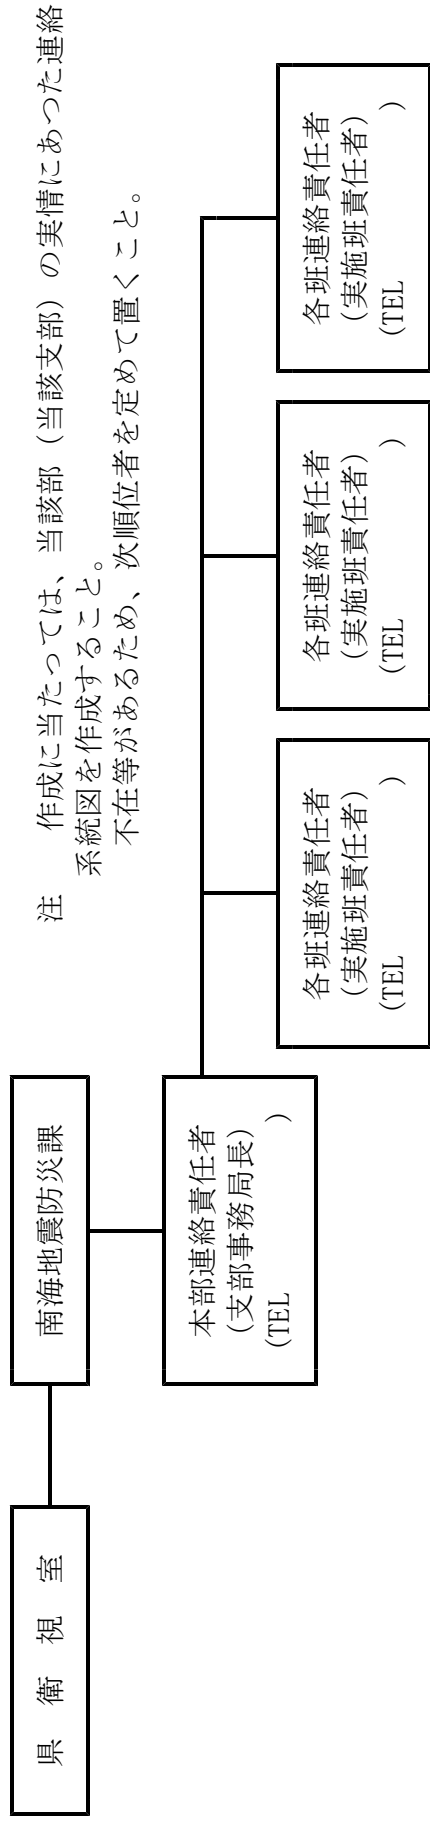 県　衛　視　室
南海地震防災課
注　作成に当たっては、当該部（当該支部）の実情にあつた連絡
系統図を作成すること。
不在等があるため、次順位者を定めて置くこと。
本部連絡責任者
(支部事務局長)
(TEL　　　　)
各班連絡責任者
(実施班責任者)
(TEL　　　　)
各班連絡責任者
(実施班責任者)
(TEL　　　　)
各班連絡責任者
(実施班責任者)
(TEL　　　　)